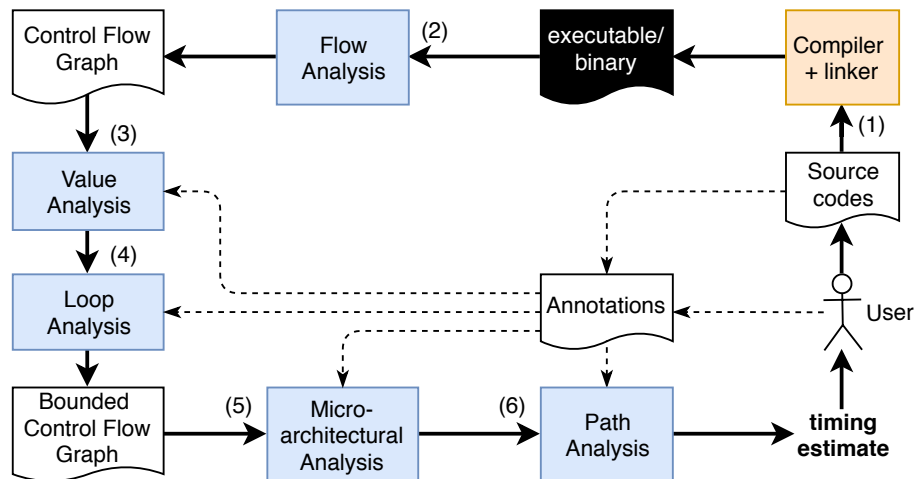 Control Flow
Graph
Flow
Analysis
(2)
executable/
binary
Compiler
+ linker
(1)
(3)
Value
Analysis
Source
codes
(4)
Loop
Analysis
Annotations
User
Bounded
Control Flow
Graph
(5)
Micro-
architectural
Analysis
(6)
Path
Analysis
timing
estimate